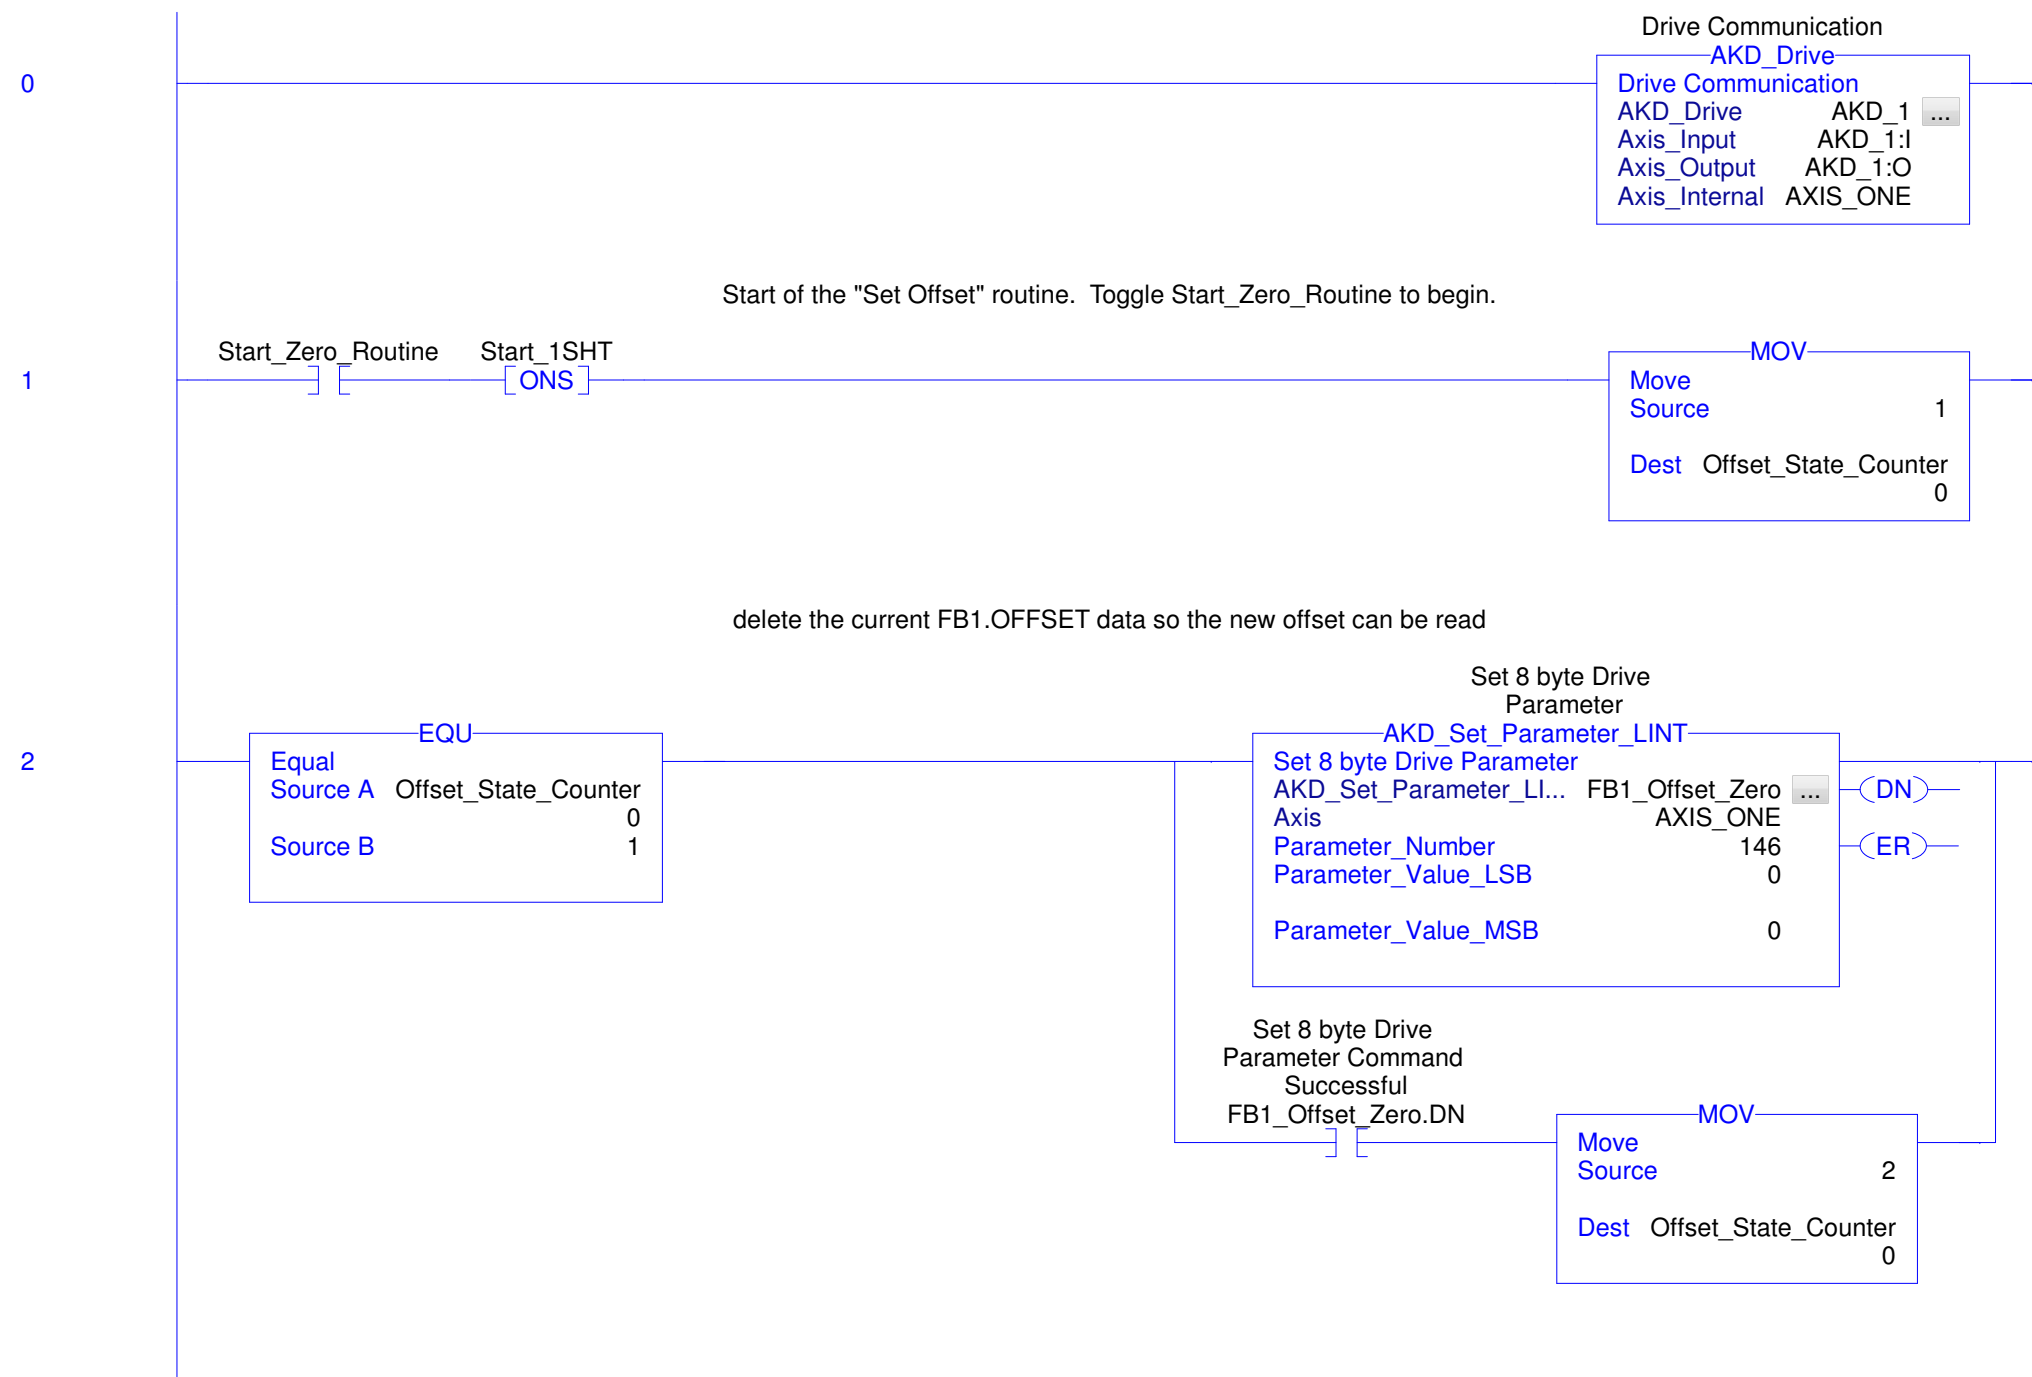 Drive Communication
AKD_Drive
0
Drive Communication
AKD_Drive AKD_1 ...
Axis_Input AKD_1:I
Axis_Output AKD_1:O
Axis_Internal AXIS_ONE
Start of the "Set Offset" routine. Toggle Start_Zero_Routine to begin.
Start_Zero_Routine Start_1SHT MOV
1 ONS Move
Source 1
Dest Offset_State_Counter
0
delete the current FB1.OFFSET data so the new offset can be read
Set 8 byte Drive
Parameter
EQU AKD_Set_Parameter_LINT
2 Equal Set 8 byte Drive Parameter
Source A Offset_State_Counter AKD_Set_Parameter_LI... FB1_Offset_Zero ... DN
0 Axis AXIS_ONE
Source B 1 Parameter_Number 146 ER
Parameter_Value_LSB 0
Parameter_Value_MSB 0
Set 8 byte Drive
Parameter Command
Successful
FB1_Offset_Zero.DN MOV
Move
Source 2
Dest Offset_State_Counter
0